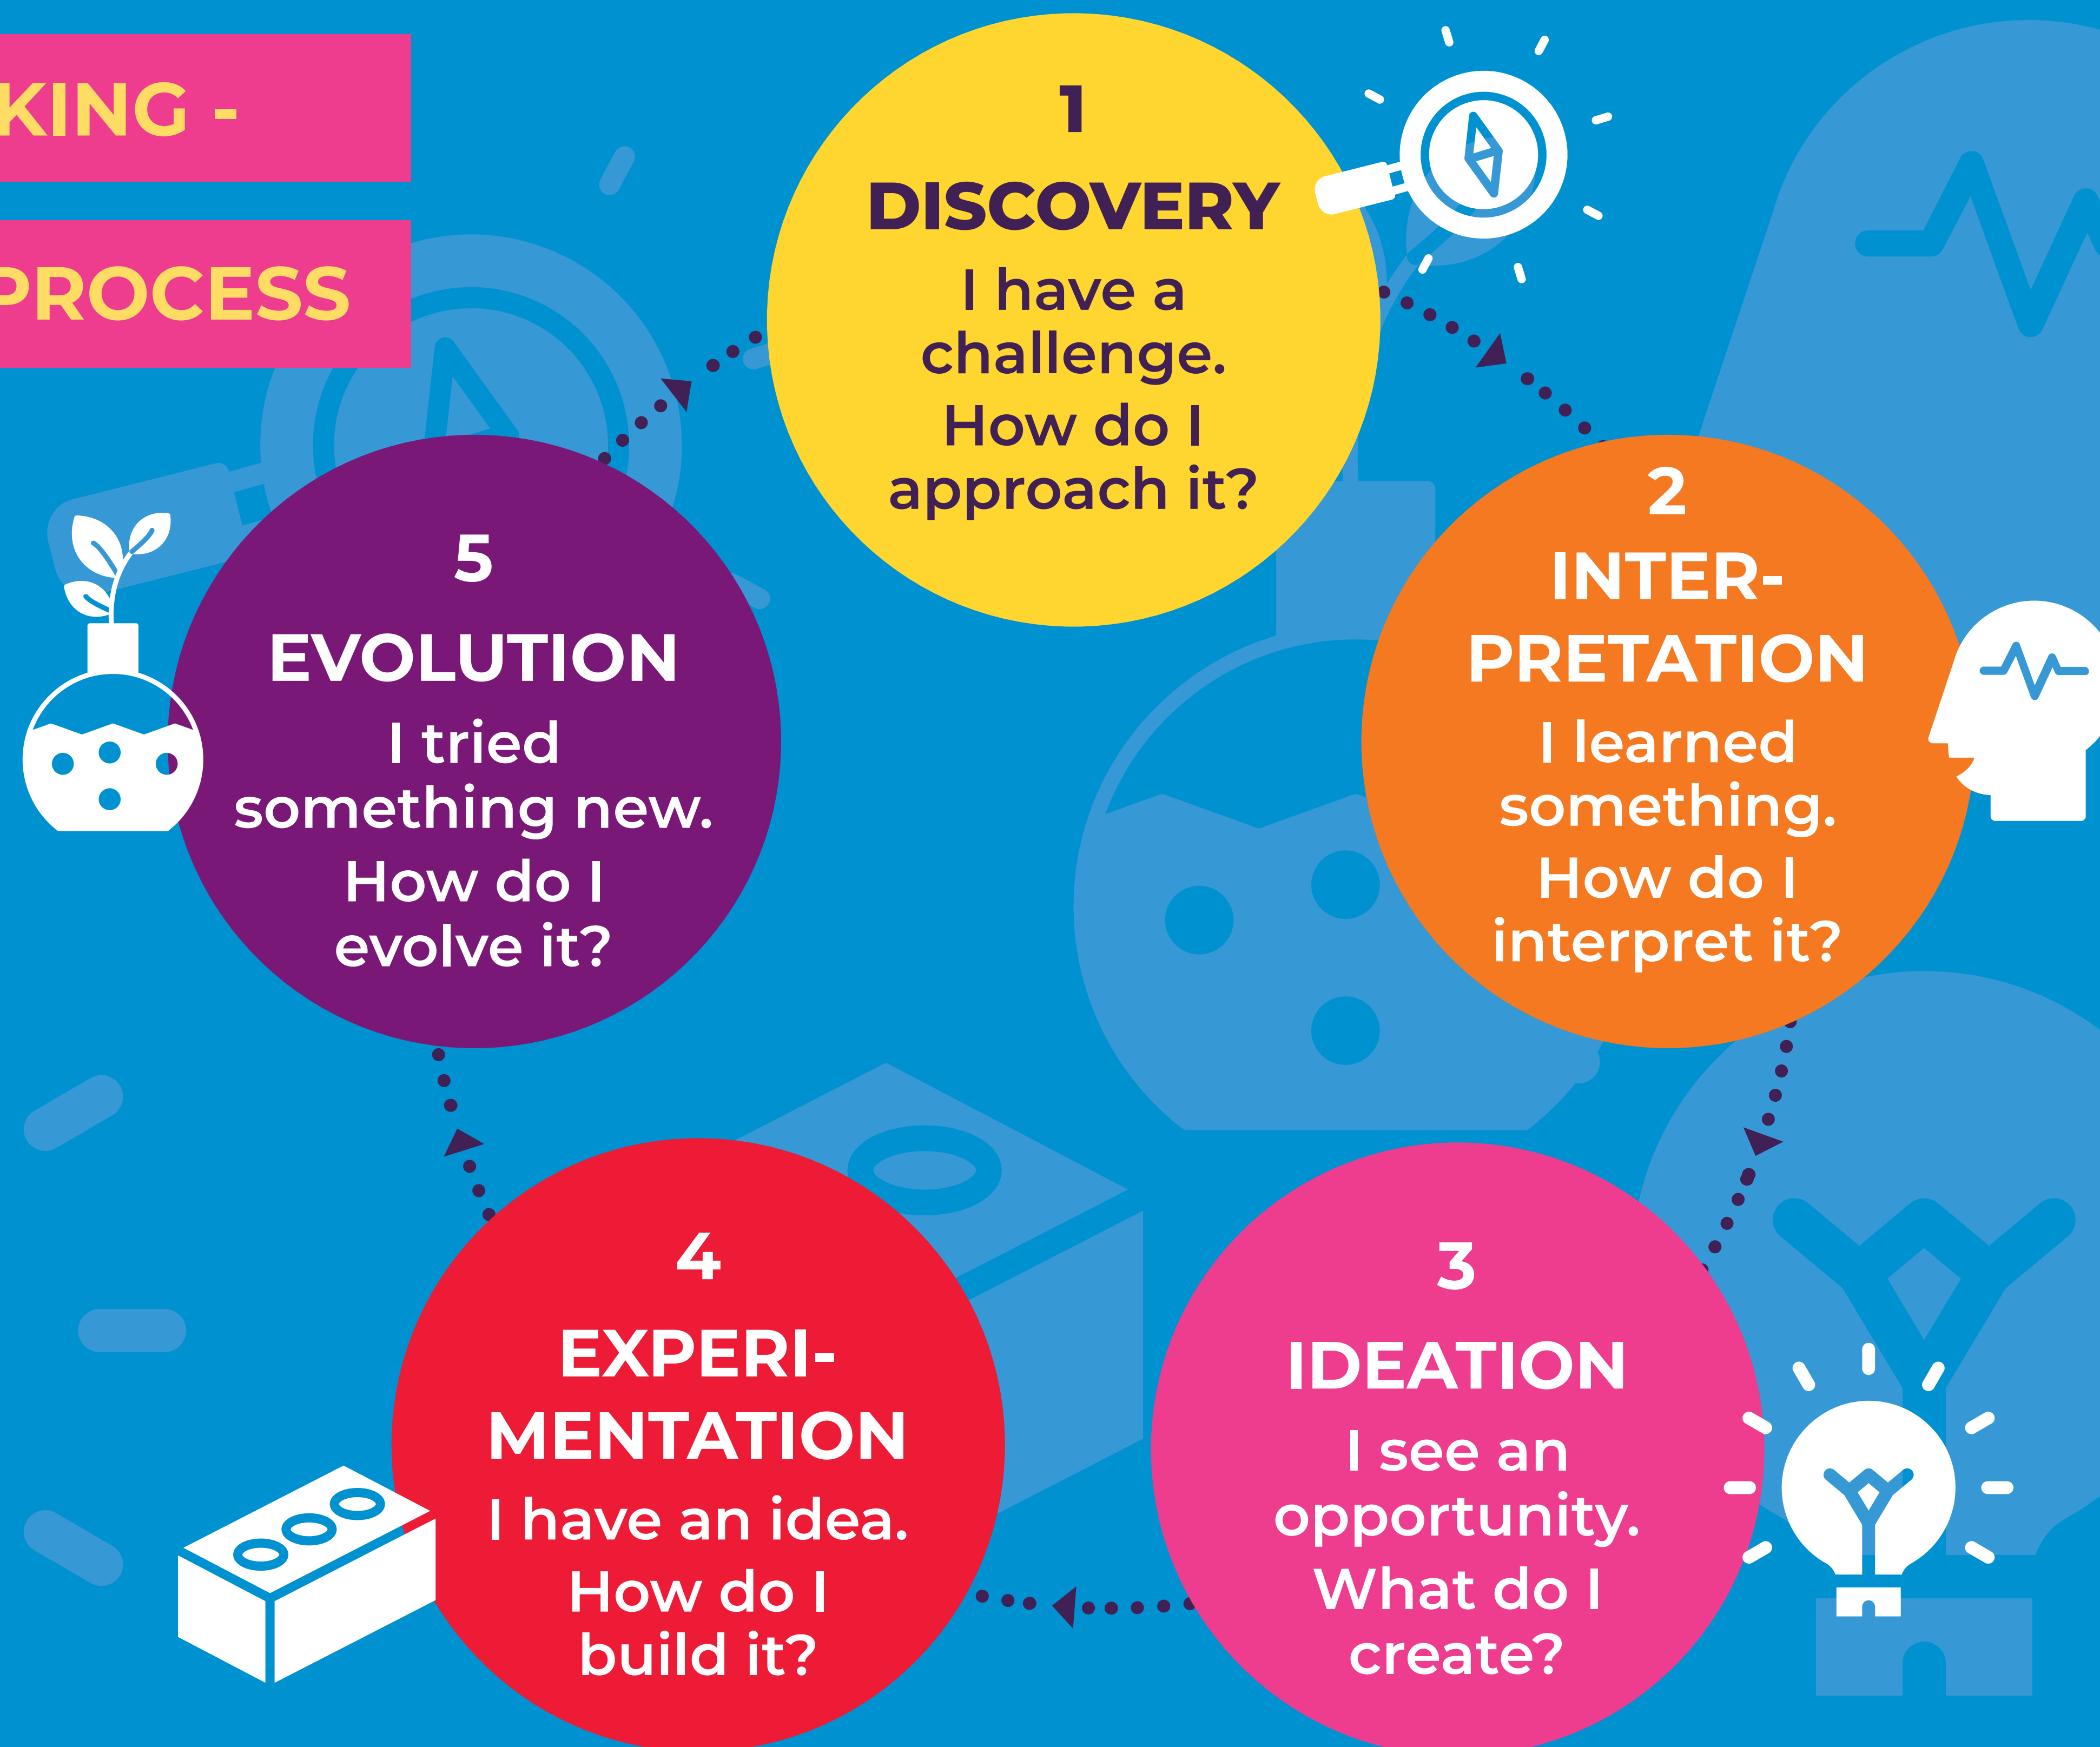 KING -
PROCESS
1
DISCOVERY
I have a
challenge.
How do I
approach it?
2
INTER-
PRETATION
I learned
something.
How do I
interpret it?
3
IDEATION
I see an
opportunity.
What do I
create?
4
EXPERI-
MENTATION
I have an idea.
How do I
build it?
5
EVOLUTION
I tried
something new.
How do I
evolve it?